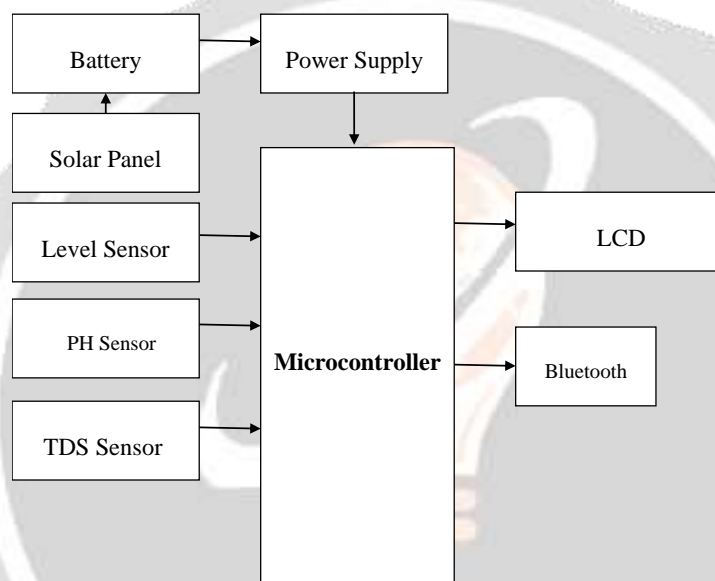 Battery
Power Supply
Solar Panel
Level Sensor
LCD
PH Sensor
Microcontroller
Bluetooth
TDS Sensor